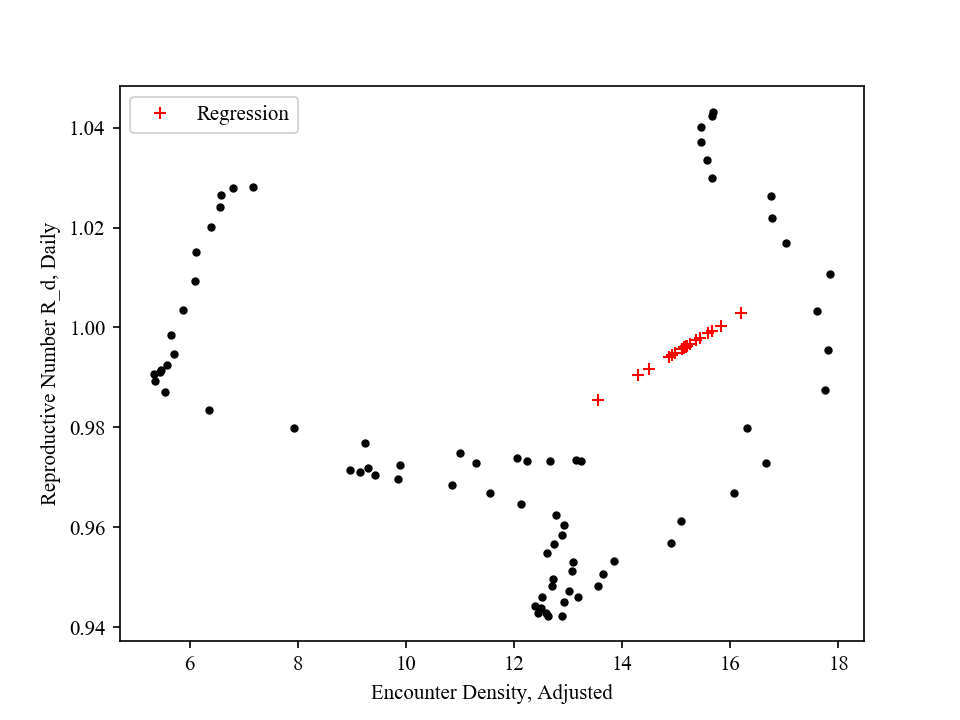 Regression
1.04
1.02
1.00
0.98
0.96
0.94
Reproductive Number R_d, Daily
6 8 10 12 14 16 18
Encounter Density, Adjusted